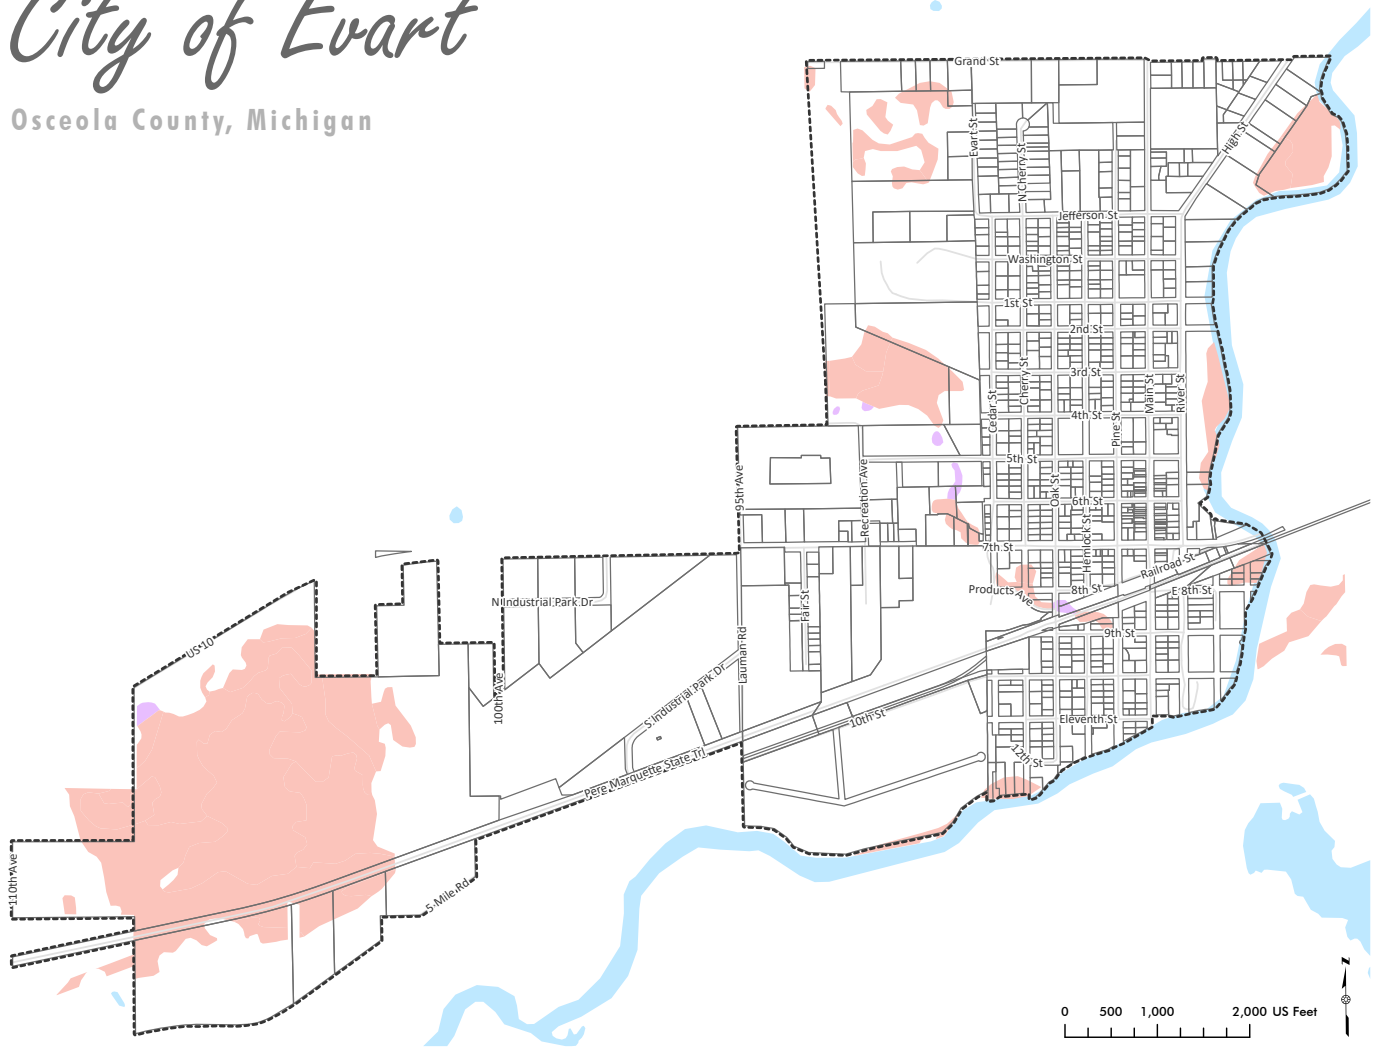 City of Evart
Osceola County, Michigan
Grand St
Evart St
N Cherry St
High St
Jefferson St
Washington St
1st St
2nd St
3rd St
Cherry St
Cedar St
4th St
Pine St
Main St
River St
5th St
95th Ave
Recreation Ave
Oak St
6th St
Hemlock St
7th St
Railroad St
Products Ave
8th St
E 8th St
N Industrial Park Dr
Fair St
9th St
US 10
Lauman Rd
100th Ave
S Industrial Park Dr
10th St
Eleventh St
12th St
Pere Marquette State Trl
110th Ave
5 Mile Rd
N
0 500 1,000 2,000 US Feet